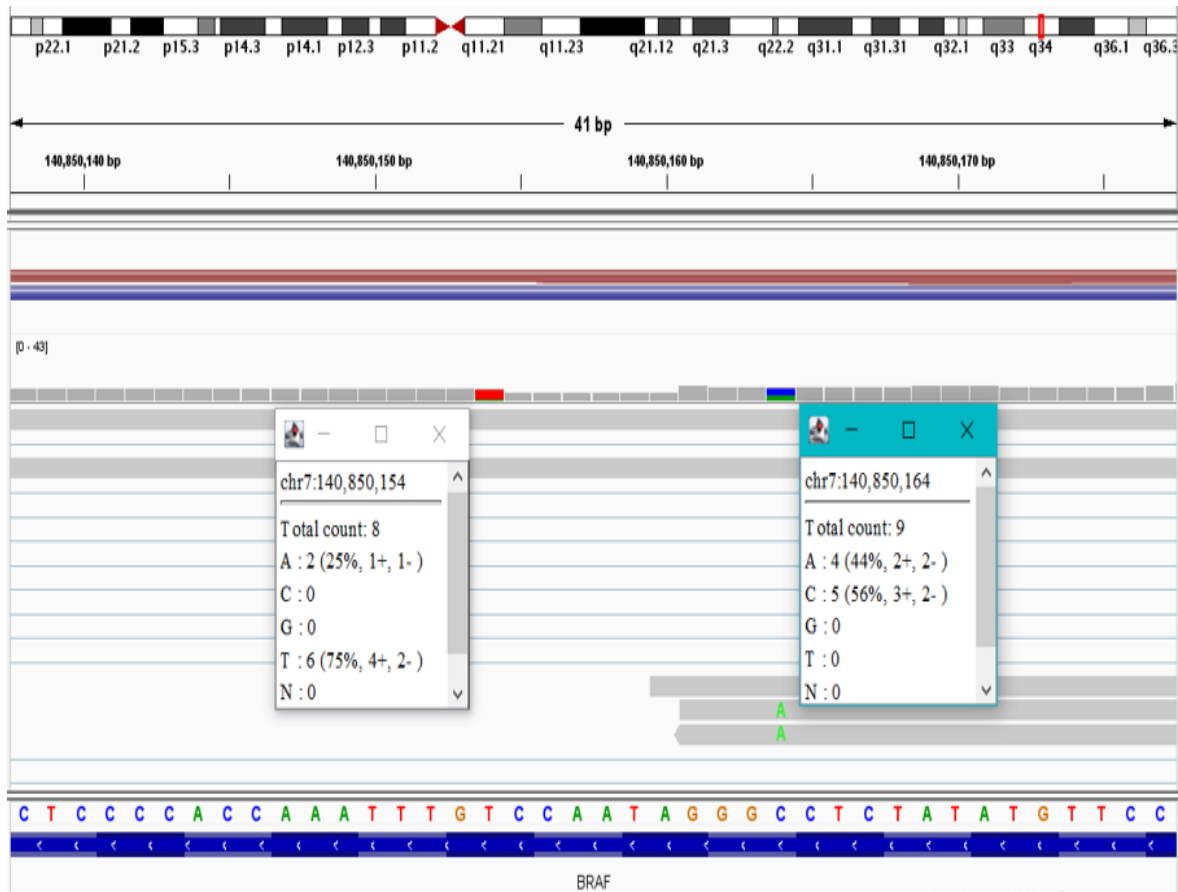 p22.1 p21.2 p15.3 p14.3 p14.1 p12.3 p11.2 q11.21 q11.23 q21.12 q21.3 q22.2 q31.1 q31.31 q32.1 q33 q34 q36.1 q36.3
41 bp
140,850,140 bp 140,850,150 bp 140,850,160 bp 140,850,170 bp
[0 - 43]
chr7:140,850,154
Total count: 8
A : 2 (25%, 1+, 1- )
C : 0
G : 0
T : 6 (75%, 4+, 2- )
N : 0
chr7:140,850,164
Total count: 9
A : 4 (44%, 2+, 2- )
C : 5 (56%, 3+, 2- )
G : 0
T : 0
N : 0
A
A
C T C C C C A C C A A A T T T G T C C A A T A G G G C C T C T A T A T G T T C C
BRAF